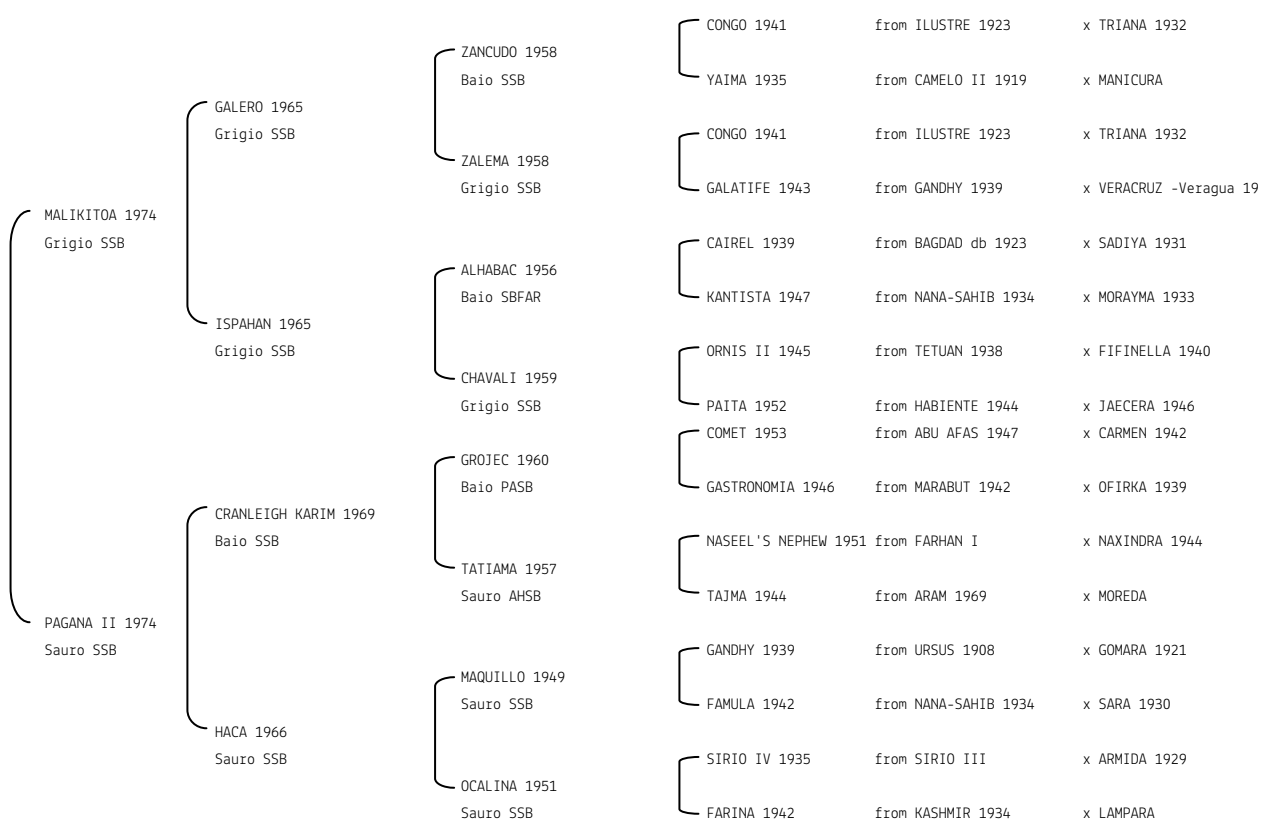 CONGO 1941 from ILUSTRE 1923 x TRIANA 1932
ZANCUDO 1958
Baio SSB YAIMA 1935 from CAMELO II 1919 x MANICURA
GALERO 1965
Grigio SSB CONGO 1941 from ILUSTRE 1923 x TRIANA 1932
ZALEMA 1958
Grigio SSB GALATIFE 1943 from GANDHY 1939 x VERACRUZ -Veragua 19
MALIKITOA 1974
Grigio SSB CAIREL 1939 from BAGDAD db 1923 x SADIYA 1931
ALHABAC 1956
Baio SBFAR KANTISTA 1947 from NANA-SAHIB 1934 x MORAYMA 1933
ISPAHAN 1965
Grigio SSB ORNIS II 1945 from TETUAN 1938 x FIFINELLA 1940
CHAVALI 1959
Grigio SSB PAITA 1952 from HABIENTE 1944 x JAECERA 1946
COMET 1953 from ABU AFAS 1947 x CARMEN 1942
GROJEC 1960
Baio PASB GASTRONOMIA 1946 from MARABUT 1942 x OFIRKA 1939
CRANLEIGH KARIM 1969
Baio SSB NASEEL'S NEPHEW 1951 from FARHAN I x NAXINDRA 1944
TATIAMA 1957
Sauro AHSB TAJMA 1944 from ARAM 1969 x MOREDA
PAGANA II 1974
Sauro SSB GANDHY 1939 from URSUS 1908 x GOMARA 1921
MAQUILLO 1949
Sauro SSB FAMULA 1942 from NANA-SAHIB 1934 x SARA 1930
HACA 1966
Sauro SSB SIRIO IV 1935 from SIRIO III x ARMIDA 1929
OCALINA 1951
Sauro SSB FARINA 1942 from KASHMIR 1934 x LAMPARA